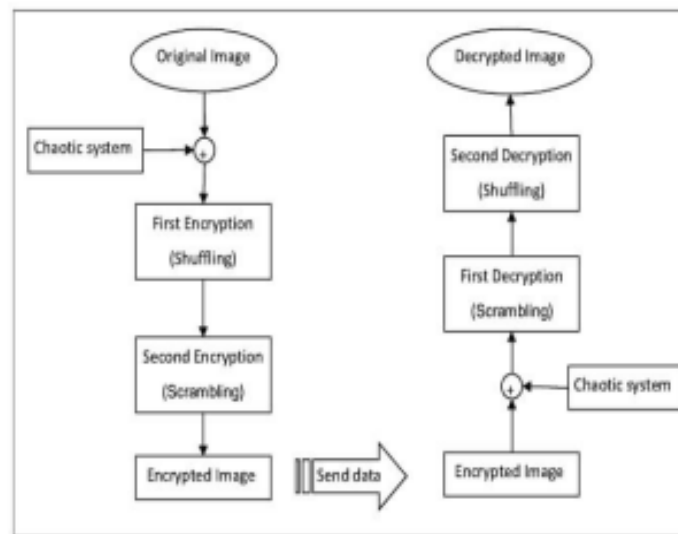 Original Image
Chaotic system
+
First Encryption
(Shuffling)
Second Encryption
(Scrambling)
Encrypted Image
Send data
Decrypted Image
Second Decryption
(Shuffling)
First Decryption
(Scrambling)
+
Chaotic system
Encrypted Image